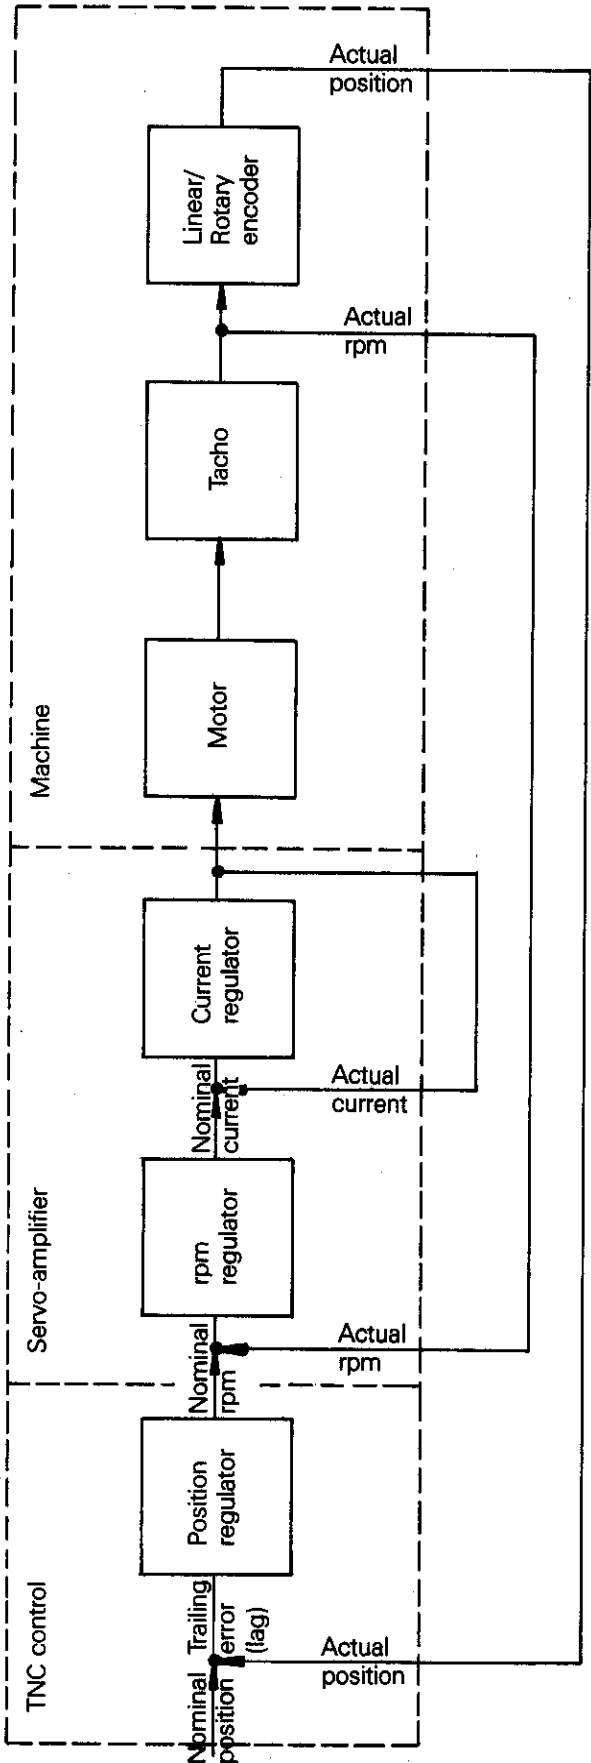 TNC control
Nominal
position
Trailing
error
(lag)
Actual
position
Position
regulator
Nominal
rpm
Servo-amplifier
Actual
rpm
rpm
regulator
Nominal
current
Actual
current
Current
regulator
Machine
Motor
Tacho
Actual
rpm
Linear/
Rotary
encoder
Actual
position